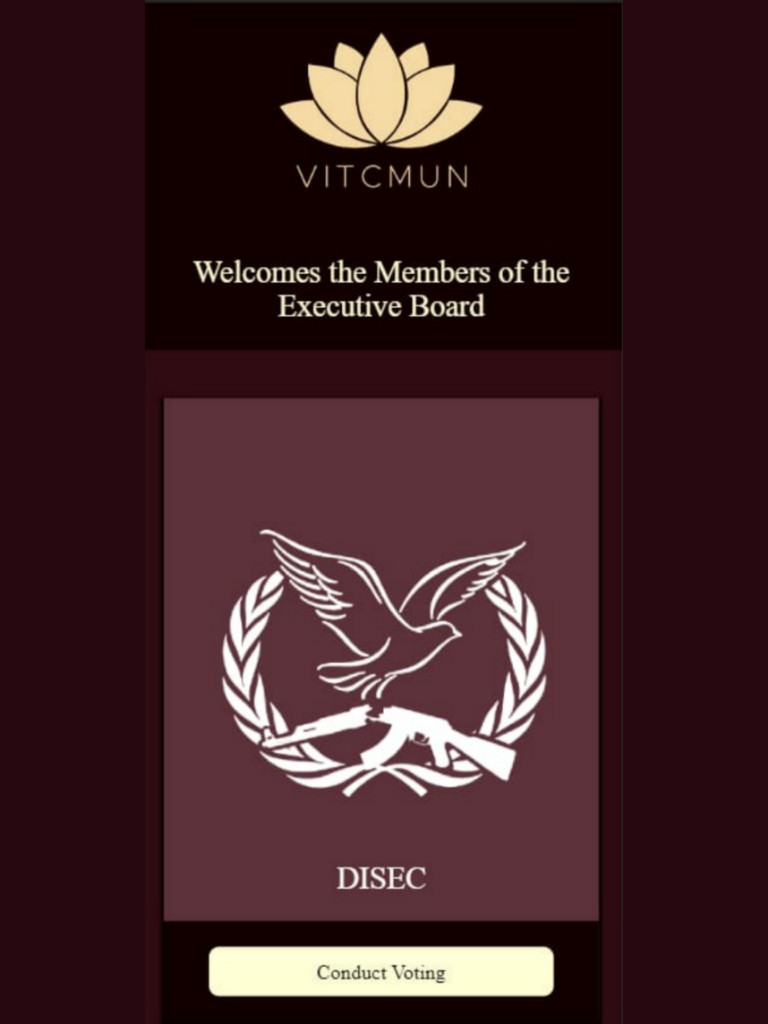 VITCMUN
Welcomes the Members of the
Executive Board
DISEC
Conduct Voting